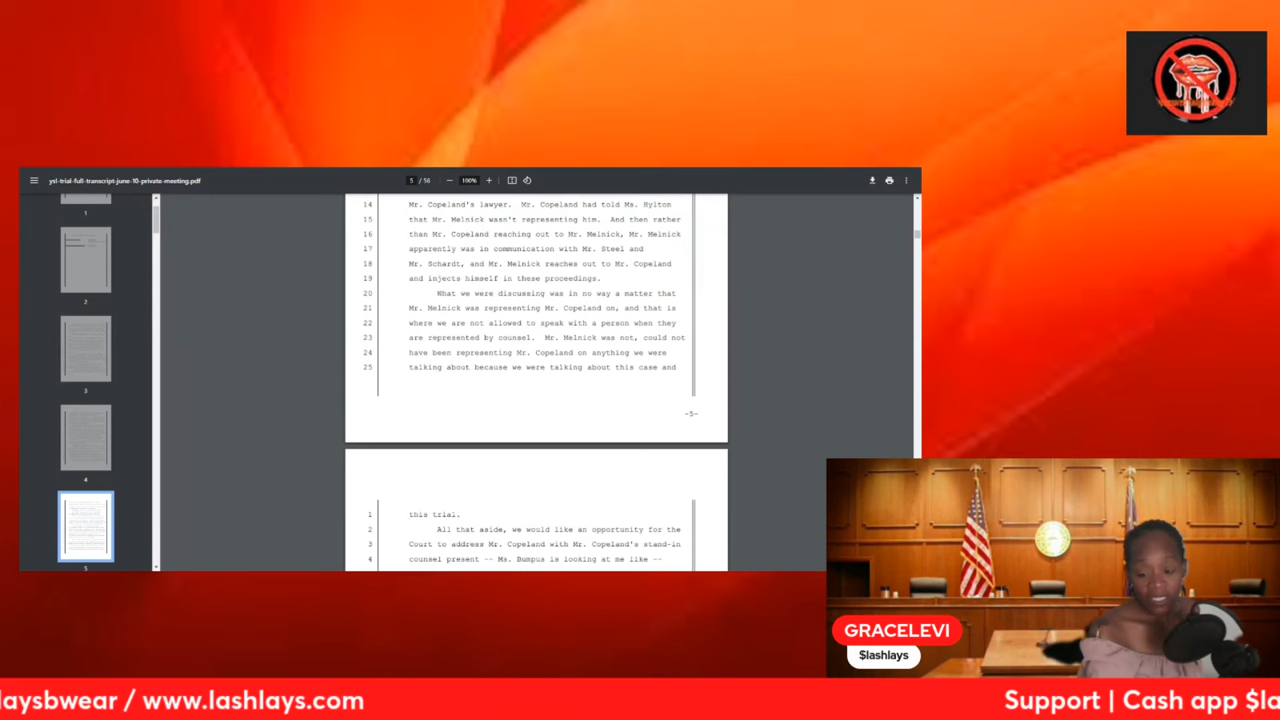 ysl-trial-full-transcript-june-10-private-meeting.pdf
5 / 56
100%
1
2
3
4
5
14 Mr. Copeland's lawyer. Mr. Copeland had told Ms. Hylton
15 that Mr. Melnick wasn't representing him. And then rather
16 than Mr. Copeland reaching out to Mr. Melnick, Mr. Melnick
17 apparently was in communication with Mr. Steel and
18 Mr. Schardt, and Mr. Melnick reaches out to Mr. Copeland
19 and injects himself in these proceedings.
20 What we were discussing was in no way a matter that
21 Mr. Melnick was representing Mr. Copeland on, and that is
22 where we are not allowed to speak with a person when they
23 are represented by counsel. Mr. Melnick was not, could not
24 have been representing Mr. Copeland on anything we were
25 talking about because we were talking about this case and
-5-
1 this trial.
2 All that aside, we would like an opportunity for the
3 Court to address Mr. Copeland with Mr. Copeland's stand-in
4 counsel present -- Ms. Bumpus is looking at me like --
GRACELEVI
$lashlays
laysbwear / www.lashlays.com
Support | Cash app $la